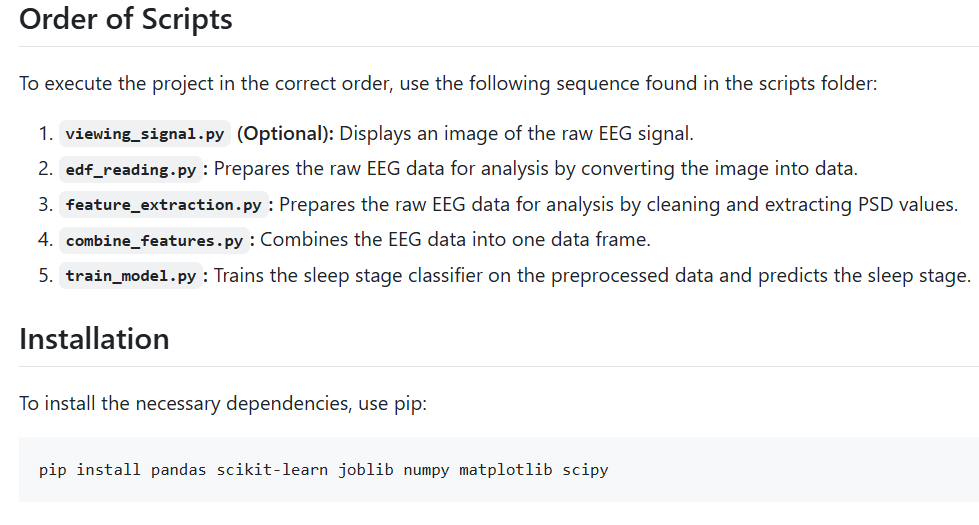 Order of Scripts
To execute the project in the correct order, use the following sequence found in the scripts folder:
1. viewing_signal.py (Optional): Displays an image of the raw EEG signal.
2. edf_reading.py : Prepares the raw EEG data for analysis by converting the image into data.
3. feature_extraction.py : Prepares the raw EEG data for analysis by cleaning and extracting PSD values.
4. combine_features.py : Combines the EEG data into one data frame.
5. train_model.py : Trains the sleep stage classifier on the preprocessed data and predicts the sleep stage.
Installation
To install the necessary dependencies, use pip:
pip install pandas scikit-learn joblib numpy matplotlib scipy